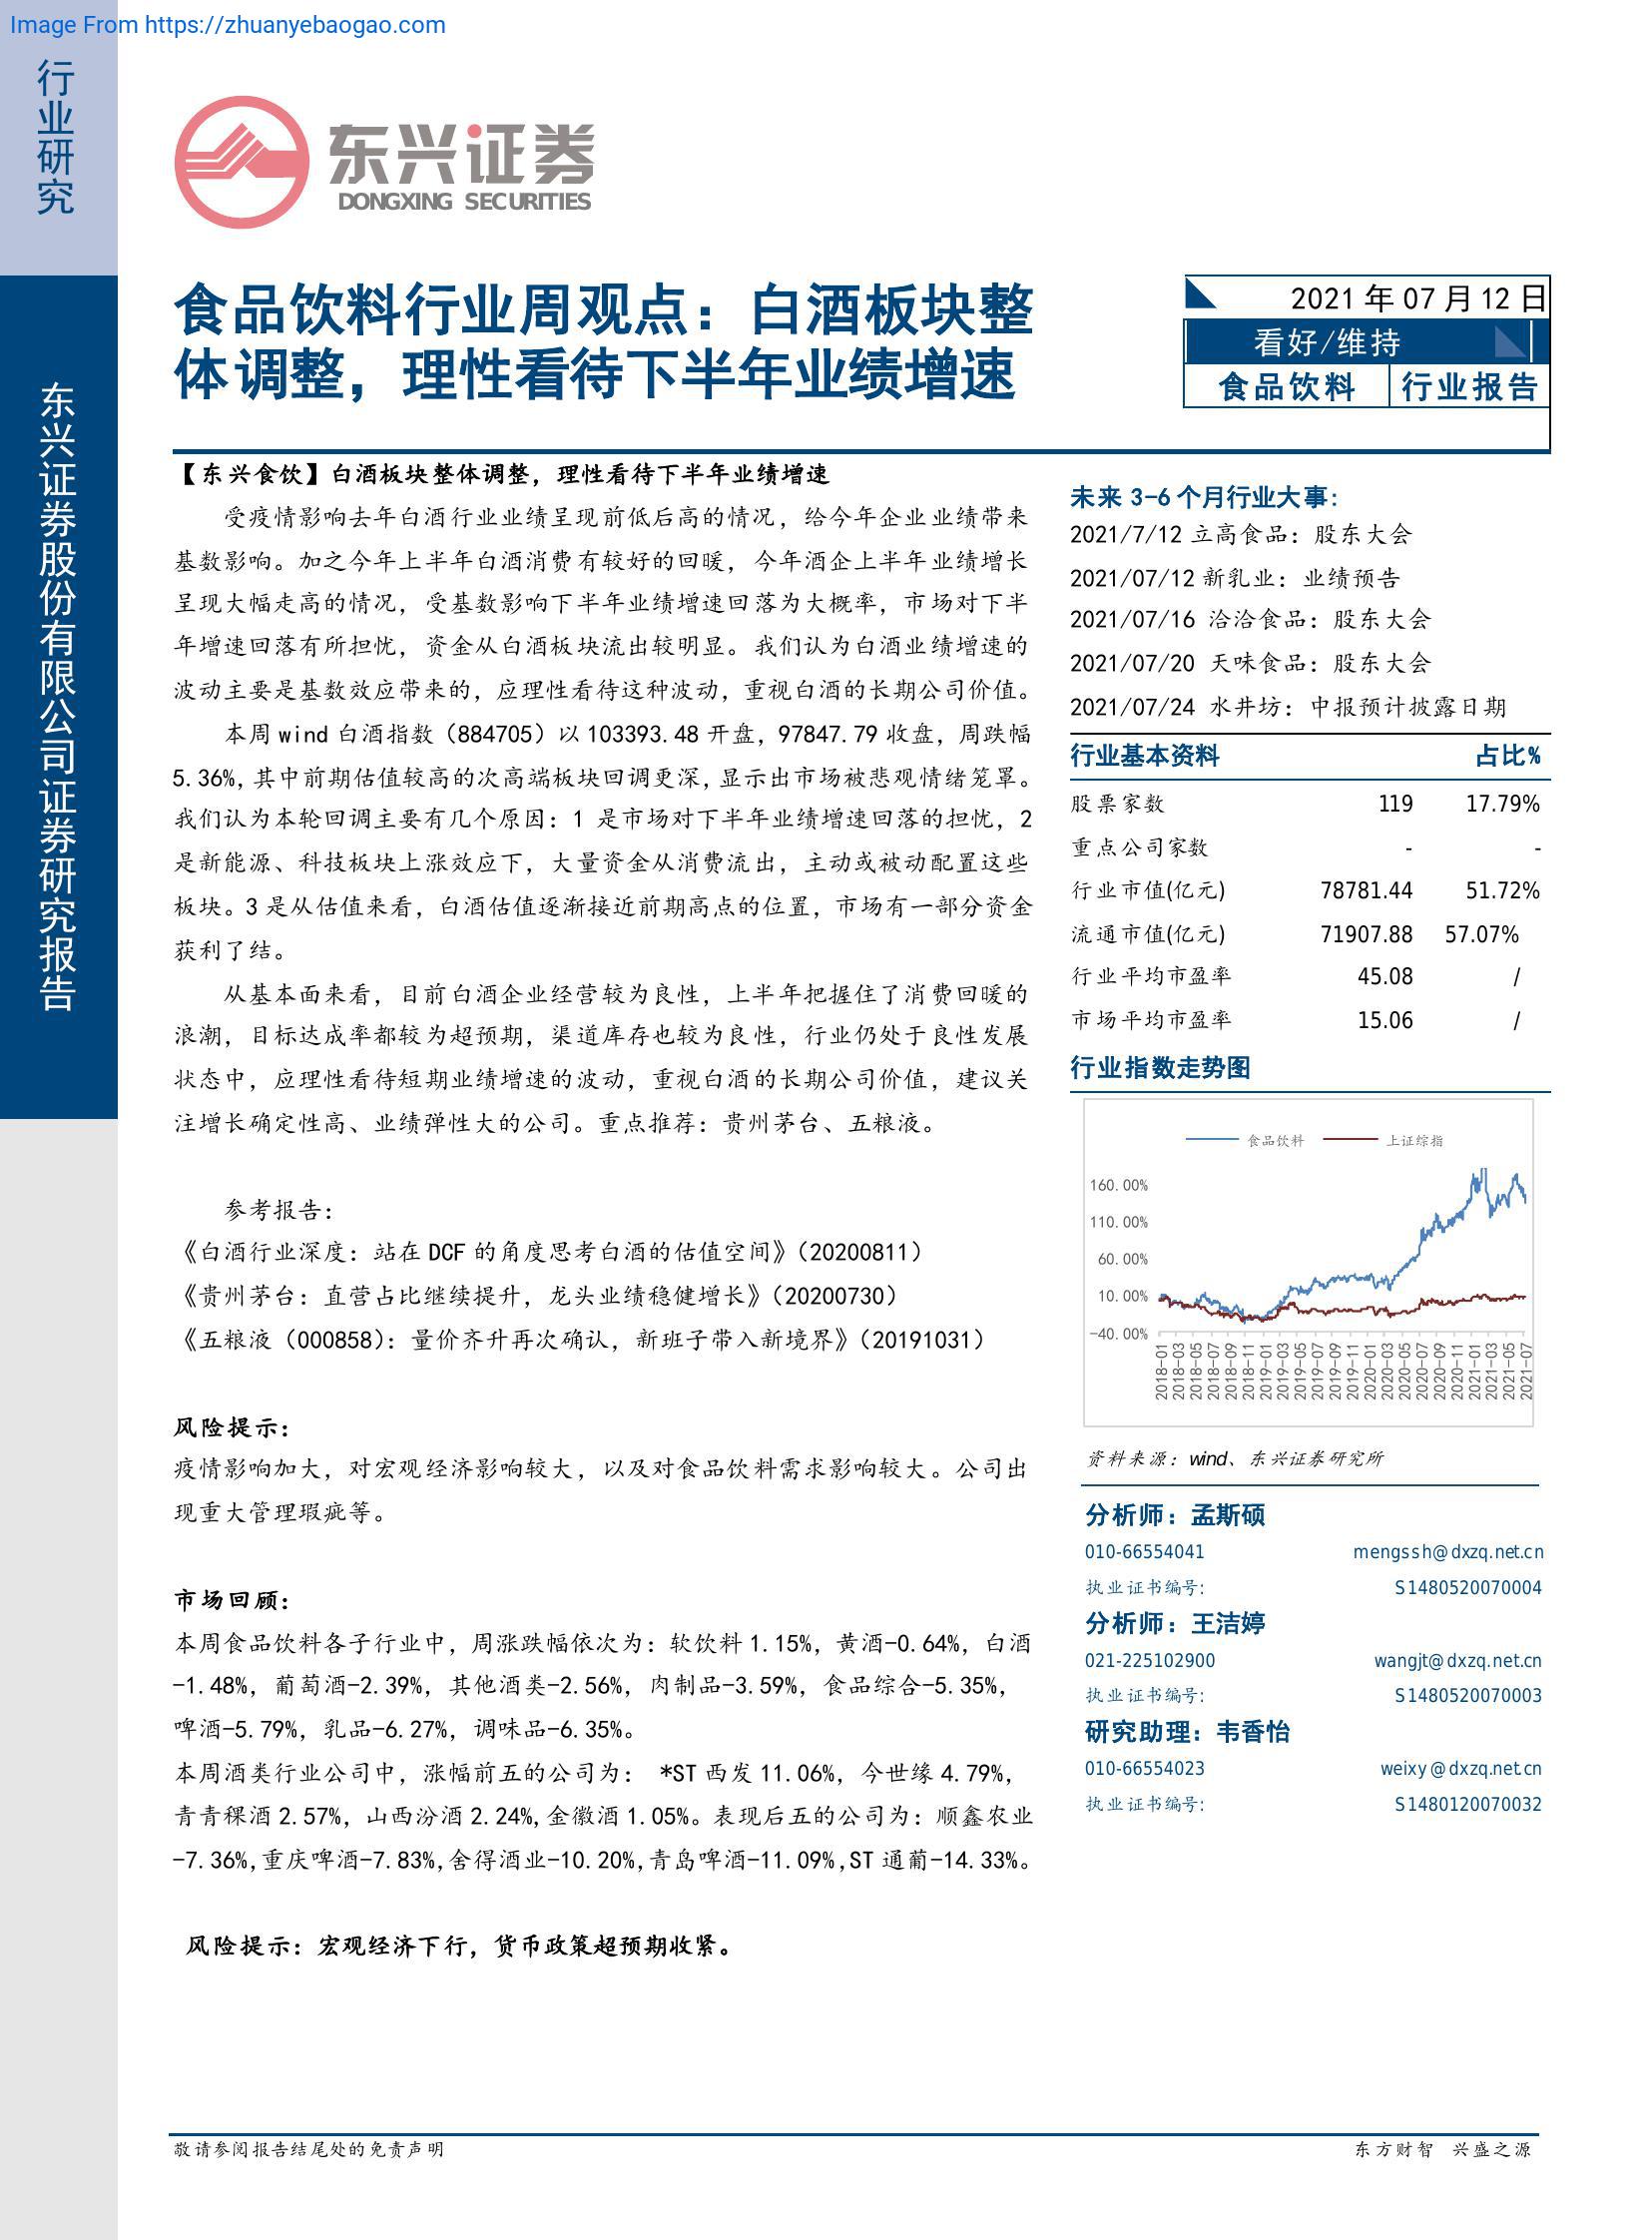 Image From https://zhuanyebaogao.com
行业研究
东兴证券股份有限公司证券研究报告
东兴证券
DONGXING SECURITIES
食品饮料行业周观点：白酒板块整
体调整，理性看待下半年业绩增速
2021 年 07 月 12 日
看好/维持
食品饮料 行业报告
【东兴食饮】白酒板块整体调整，理性看待下半年业绩增速
受疫情影响去年白酒行业业绩呈现前低后高的情况，给今年企业业绩带来
基数影响。加之今年上半年白酒消费有较好的回暖，今年酒企上半年业绩增长
呈现大幅走高的情况，受基数影响下半年业绩增速回落为大概率，市场对下半
年增速回落有所担忧，资金从白酒板块流出较明显。我们认为白酒业绩增速的
波动主要是基数效应带来的，应理性看待这种波动，重视白酒的长期公司价值。
本周 wind 白酒指数（884705）以 103393.48 开盘，97847.79 收盘，周跌幅
5.36%,其中前期估值较高的次高端板块回调更深,显示出市场被悲观情绪笼罩。
我们认为本轮回调主要有几个原因：1 是市场对下半年业绩增速回落的担忧，2
是新能源、科技板块上涨效应下，大量资金从消费流出，主动或被动配置这些
板块。3 是从估值来看，白酒估值逐渐接近前期高点的位置，市场有一部分资金
获利了结。
从基本面来看，目前白酒企业经营较为良性，上半年把握住了消费回暖的
浪潮，目标达成率都较为超预期，渠道库存也较为良性，行业仍处于良性发展
状态中，应理性看待短期业绩增速的波动，重视白酒的长期公司价值，建议关
注增长确定性高、业绩弹性大的公司。重点推荐：贵州茅台、五粮液。
参考报告：
《白酒行业深度：站在 DCF 的角度思考白酒的估值空间》（20200811）
《贵州茅台：直营占比继续提升，龙头业绩稳健增长》（20200730）
《五粮液（000858）：量价齐升再次确认，新班子带入新境界》（20191031）
风险提示：
疫情影响加大，对宏观经济影响较大，以及对食品饮料需求影响较大。公司出
现重大管理瑕疵等。
市场回顾：
本周食品饮料各子行业中，周涨跌幅依次为：软饮料 1.15%，黄酒-0.64%，白酒
-1.48%，葡萄酒-2.39%，其他酒类-2.56%，肉制品-3.59%，食品综合-5.35%，
啤酒-5.79%，乳品-6.27%，调味品-6.35%。
本周酒类行业公司中，涨幅前五的公司为： *ST 西发 11.06%，今世缘 4.79%，
青青稞酒 2.57%，山西汾酒 2.24%,金徽酒 1.05%。表现后五的公司为：顺鑫农业
-7.36%,重庆啤酒-7.83%,舍得酒业-10.20%,青岛啤酒-11.09%,ST 通葡-14.33%。
风险提示：宏观经济下行，货币政策超预期收紧。
未来 3-6 个月行业大事:
2021/7/12 立高食品：股东大会
2021/07/12 新乳业：业绩预告
2021/07/16 洽洽食品：股东大会
2021/07/20 天味食品：股东大会
2021/07/24 水井坊：中报预计披露日期
行业基本资料 占比%
股票家数 119 17.79%
重点公司家数 - -
行业市值(亿元) 78781.44 51.72%
流通市值(亿元) 71907.88 57.07%
行业平均市盈率 45.08 /
市场平均市盈率 15.06 /
行业指数走势图
食品饮料 上证综指
160.00%
110.00%
60.00%
10.00%
-40.00%
2018-01 2018-03 2018-05 2018-07 2018-09 2018-11 2019-01 2019-03 2019-05 2019-07 2019-09 2019-11 2020-01 2020-03 2020-05 2020-07 2020-09 2020-11 2021-01 2021-03 2021-05 2021-07
资料来源：wind、东兴证券研究所
分析师：孟斯硕
010-66554041 mengssh@dxzq.net.cn
执业证书编号: S1480520070004
分析师：王洁婷
021-225102900 wangjt@dxzq.net.cn
执业证书编号: S1480520070003
研究助理：韦香怡
010-66554023 weixy@dxzq.net.cn
执业证书编号: S1480120070032
敬请参阅报告结尾处的免责声明
东方财智 兴盛之源